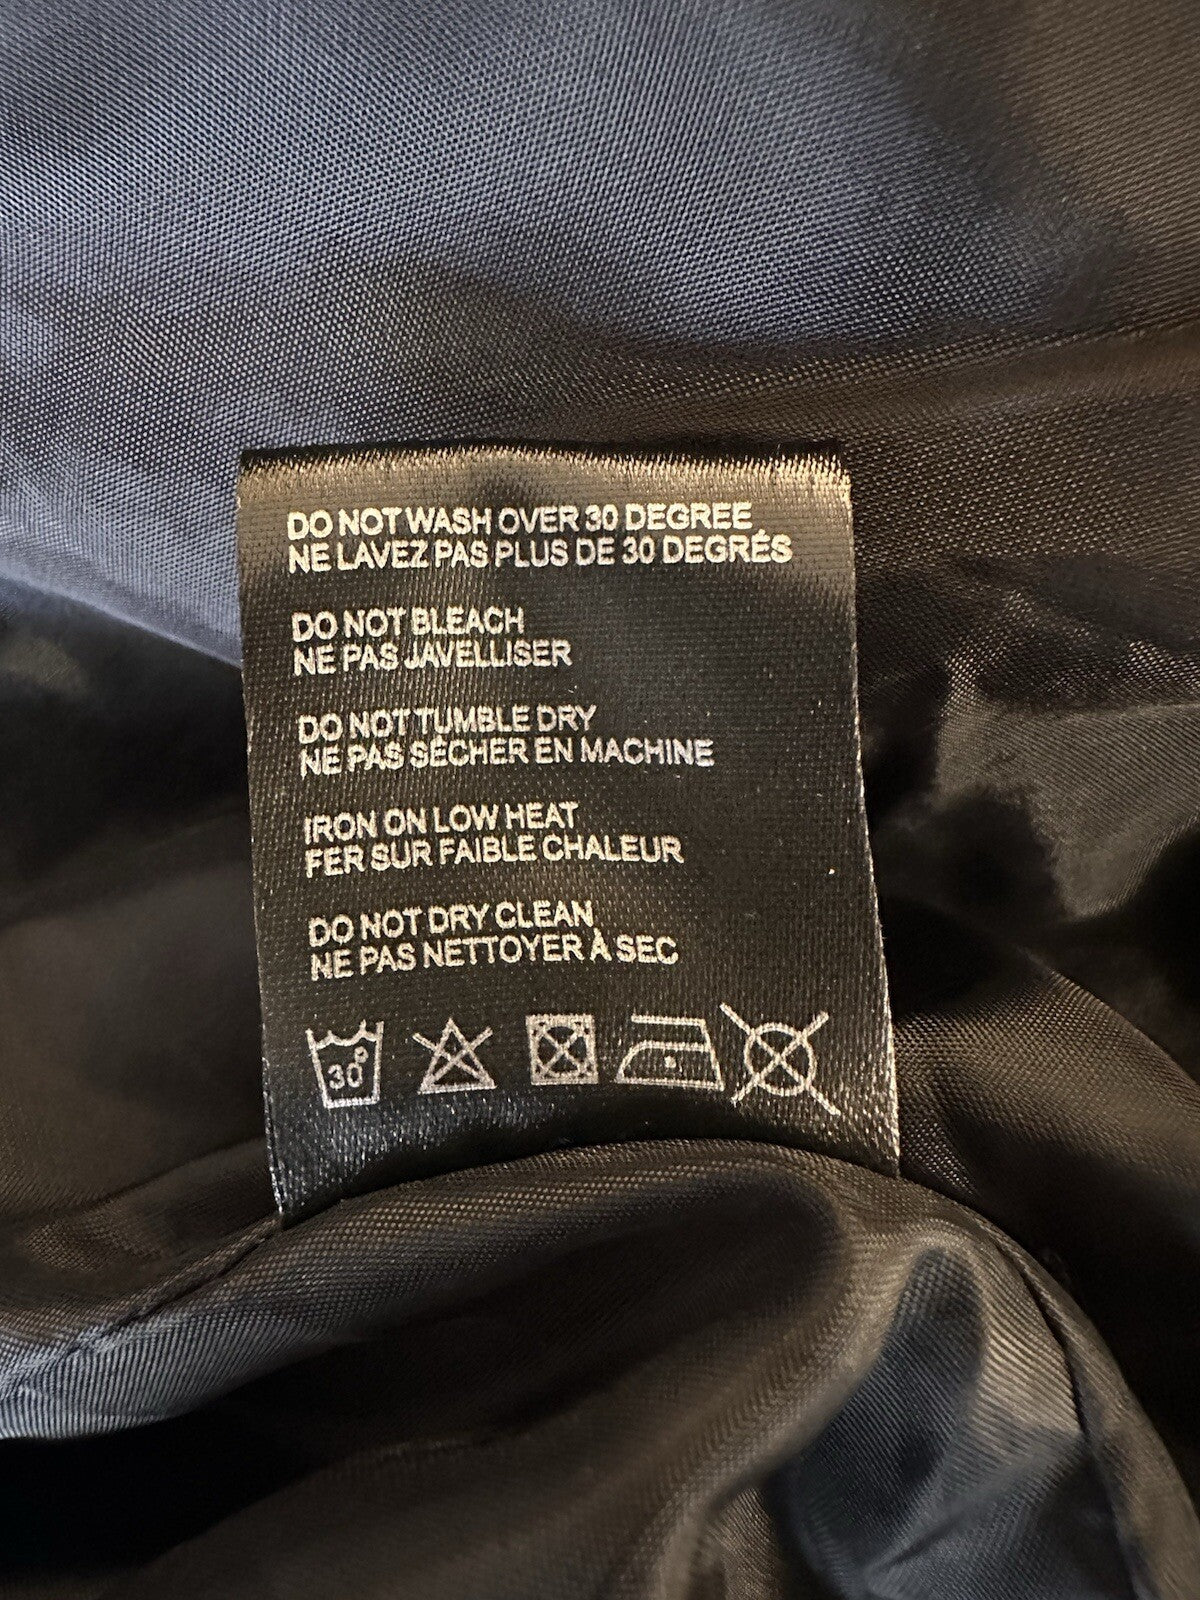 DO NOT WASH OVER 30 DEGREE
NE LAVEZ PAS PLUS DE 30 DEGRÉS
DO NOT BLEACH
NE PAS JAVELLISER
DO NOT TUMBLE DRY
NE PAS SÉCHER EN MACHINE
IRON ON LOW HEAT
FER SUR FAIBLE CHALEUR
DO NOT DRY CLEAN
NE PAS NETTOYER À SEC
30°